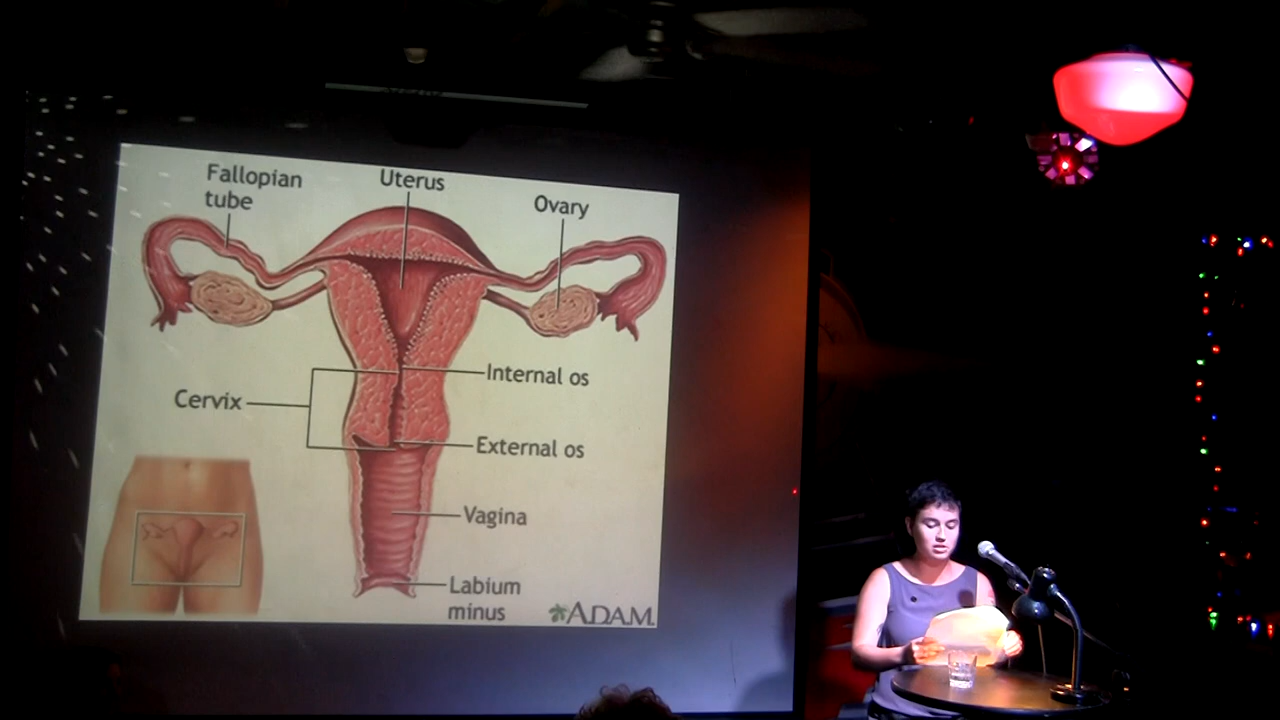 Fallopian
tube
Uterus
Ovary
Internal os
Cervix
External os
Vagina
Labium
minus
ADAM.